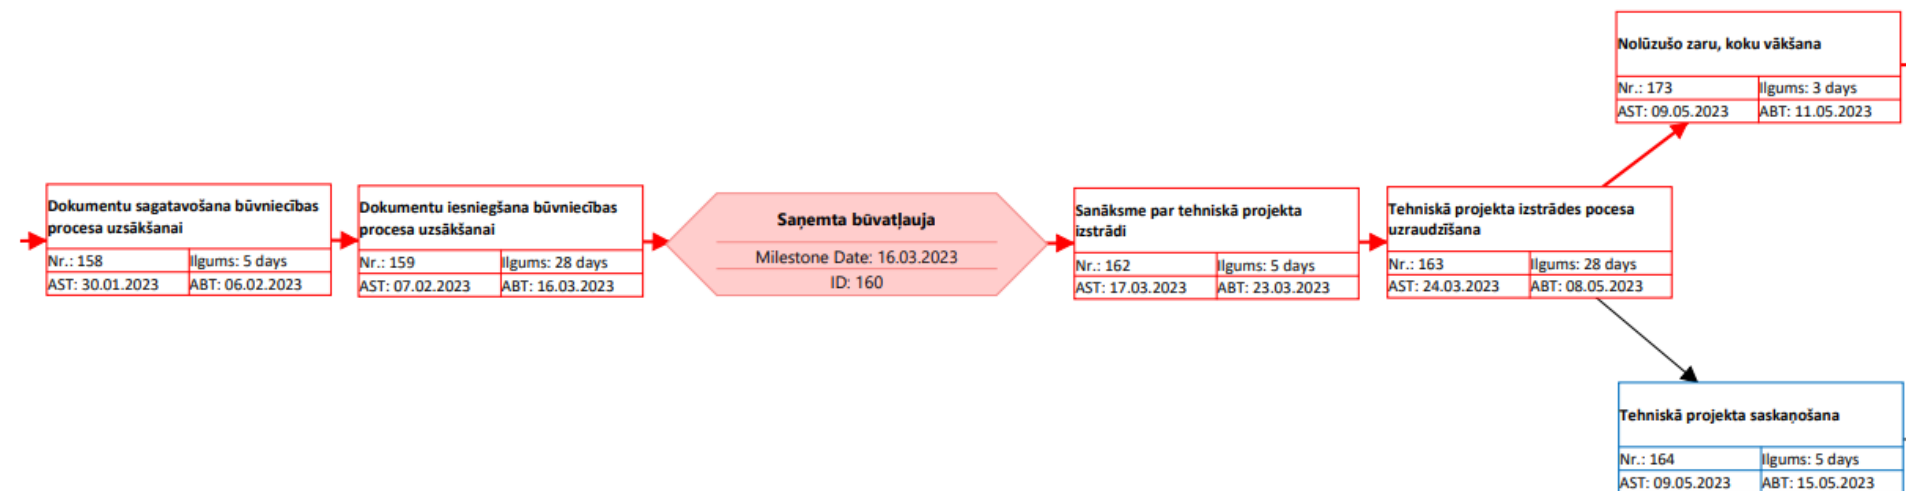 Nolūzušo zaru, koku vākšana
Nr.: 173 Ilgums: 3 days
AST: 09.05.2023 ABT: 11.05.2023
Dokumentu sagatavošana būvniecības
procesa uzsākšanai
Nr.: 158 Ilgums: 5 days
AST: 30.01.2023 ABT: 06.02.2023
Dokumentu iesniegšana būvniecības
procesa uzsākšanai
Nr.: 159 Ilgums: 28 days
AST: 07.02.2023 ABT: 16.03.2023
Saņemta būvatļauja
Milestone Date: 16.03.2023
ID: 160
Sanāksme par tehniskā projekta
izstrādi
Nr.: 162 Ilgums: 5 days
AST: 17.03.2023 ABT: 23.03.2023
Tehniskā projekta izstrādes pocesa
uzraudzīšana
Nr.: 163 Ilgums: 28 days
AST: 24.03.2023 ABT: 08.05.2023
Tehniskā projekta saskaņošana
Nr.: 164 Ilgums: 5 days
AST: 09.05.2023 ABT: 15.05.2023